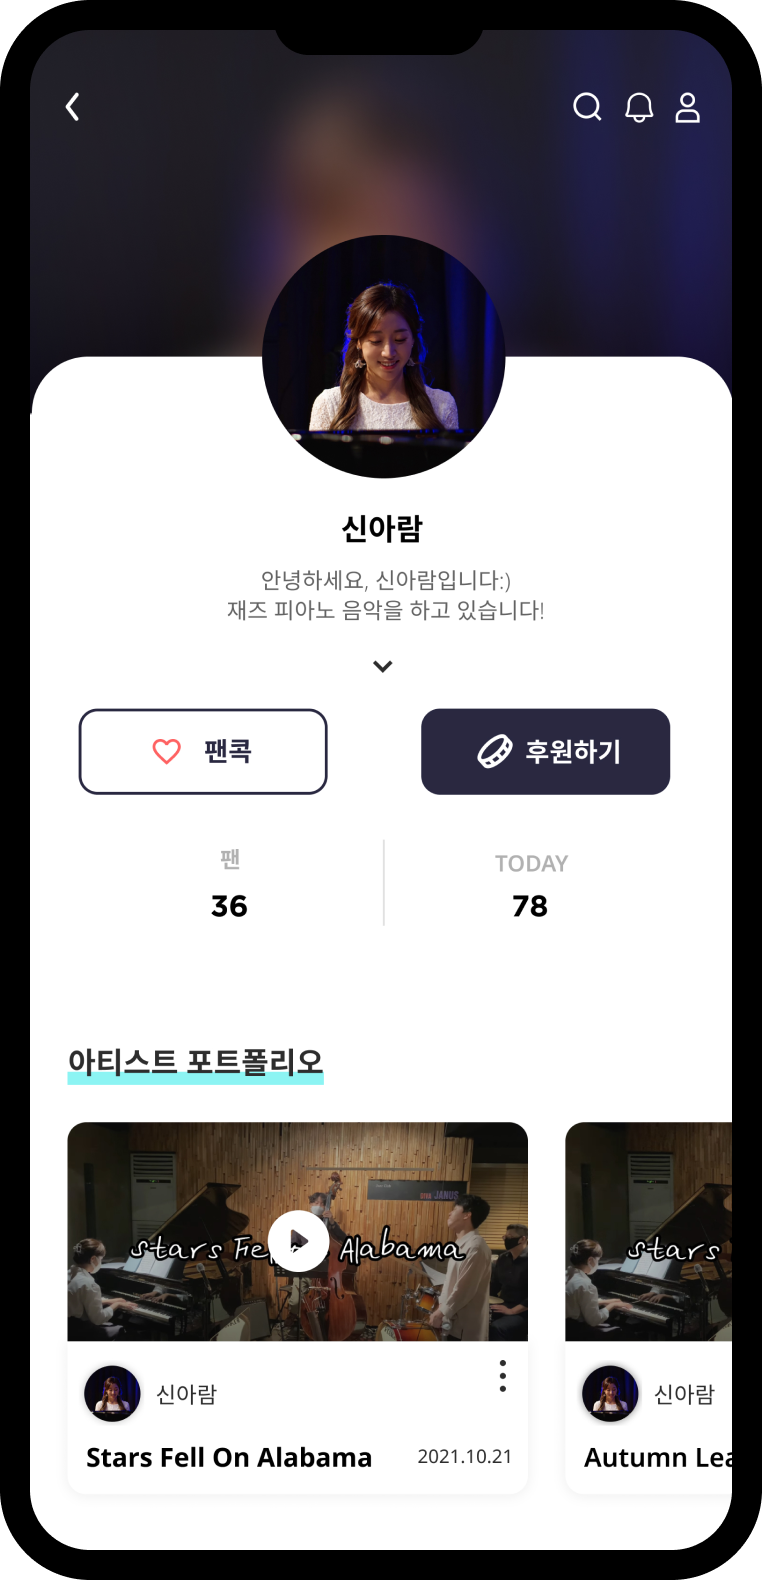 신아람
안녕하세요, 신아람입니다:)
재즈 피아노 음악을 하고 있습니다!
팬콕
후원하기
팬
TODAY
36
78
아티스트 포트폴리오
JANUS
stars Fe Alabama
stars
신아람
신아람
Stars Fell On Alabama
2021.10.21
Autumn Lea